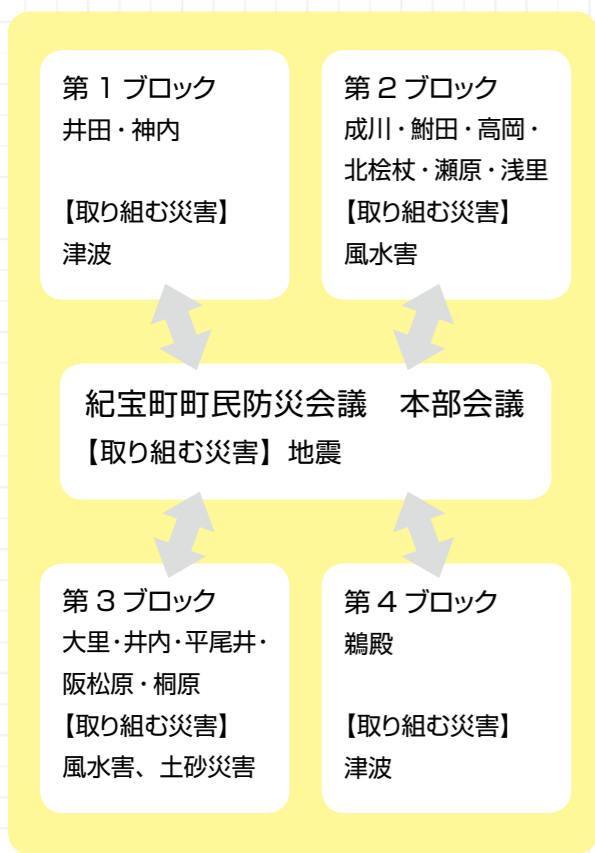 第1ブロック
井田・神内
【取り組む災害】
津波
第2ブロック
成川・鮒田・高岡・
北桧杖・瀬原・浅里
【取り組む災害】
風水害
紀宝町町民防災会議　本部会議
【取り組む災害】地震
第3ブロック
大里・井内・平尾井・
阪松原・桐原
【取り組む災害】
風水害、土砂災害
第4ブロック
鵜殿
【取り組む災害】
津波